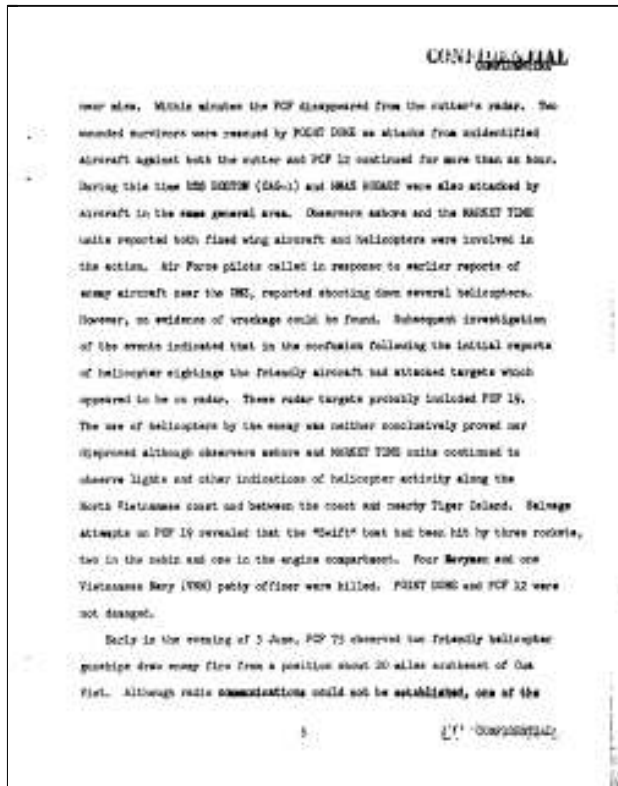 CONFIDENTIAL
CONFIDENTIAL
over mine. Within minutes the PCF disappeared from the cutter's radar. Two
wounded survivors were rescued by POINT DUME as attacks from unidentified
aircraft against both the cutter and PCF 12 continued for more than an hour.
During this time USS BOSTON (CAG-1) and HMAS HOBART were also attacked by
aircraft in the same general area. Observers ashore and the MARKET TIME
units reported both fixed wing aircraft and helicopters were involved in
the action. Air Force pilots called in response to earlier reports of
enemy aircraft near the DMZ, reported shooting down several helicopters.
However, no evidence of wreckage could be found. Subsequent investigation
of the events indicated that in the confusion following the initial reports
of helicopter sightings the friendly aircraft had attacked targets which
appeared to be on radar. These radar targets probably included PCF 19.
The use of helicopters by the enemy was neither conclusively proved nor
disproved although observers ashore and MARKET TIME units continued to
observe lights and other indications of helicopter activity along the
North Vietnamese coast and between the coast and nearby Tiger Island. Salvage
attempts on PCF 19 revealed that the "Swift" boat had been hit by three rockets,
two in the cabin and one in the engine compartment. Four Navymen and one
Vietnamese Navy (VNN) petty officer were killed. POINT DUME and PCF 12 were
not damaged.
Early in the evening of 3 June, PCF 75 observed two friendly helicopter
gunships draw enemy fire from a position about 20 miles southeast of Qua
Viet. Although radio communications could not be established, one of the
5
CONFIDENTIAL